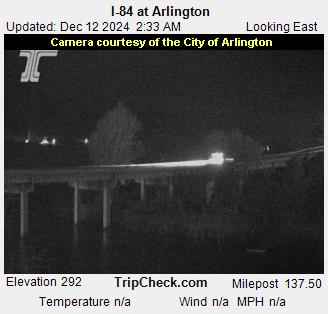 I-84 at Arlington
Updated: Dec 12 2024 2:33 AM Looking East
Camera courtesy of the City of Arlington
Elevation 292 TripCheck.com Milepost 137.50
Temperature n/a Wind n/a MPH n/a